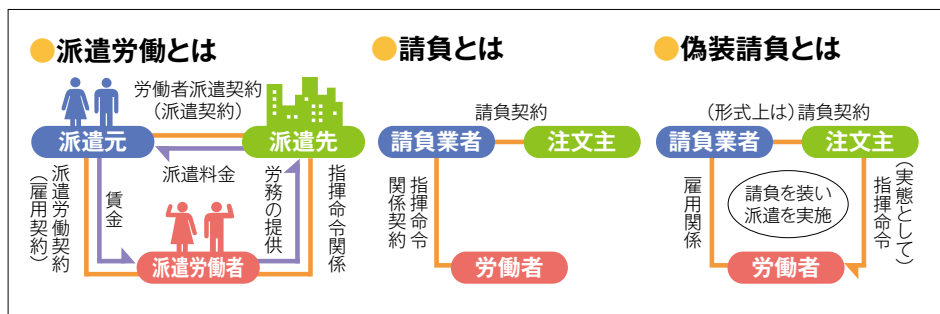 派遣労働とは
労働者派遣契約
(派遣契約)
派遣元
派遣先
派遣料金
派遣労働契約
(雇用契約)
賃金
労務の提供
指揮命令関係
派遣労働者
請負とは
請負契約
請負業者
注文主
指揮命令
関係契約
労働者
偽装請負とは
(形式上は)請負契約
請負業者
注文主
雇用関係
請負を装い
派遣を実施
(実態として)
指揮命令
労働者